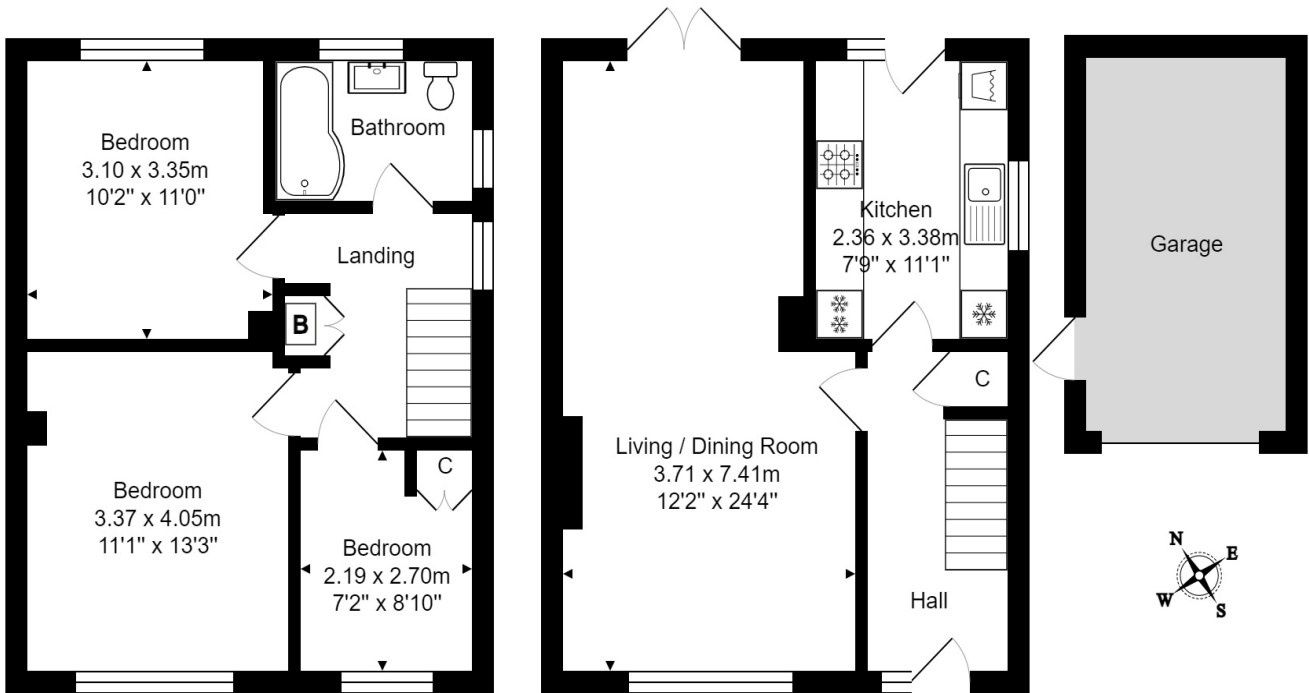 Bedroom
3.10 x 3.35m
10'2" x 11'0"
Bathroom
Landing
B
Bedroom
3.37 x 4.05m
11'1" x 13'3"
C
Bedroom
2.19 x 2.70m
7'2" x 8'10"
Kitchen
2.36 x 3.38m
7'9" x 11'1"
C
Living / Dining Room
3.71 x 7.41m
12'2" x 24'4"
Hall
Garage
N
E
W
S